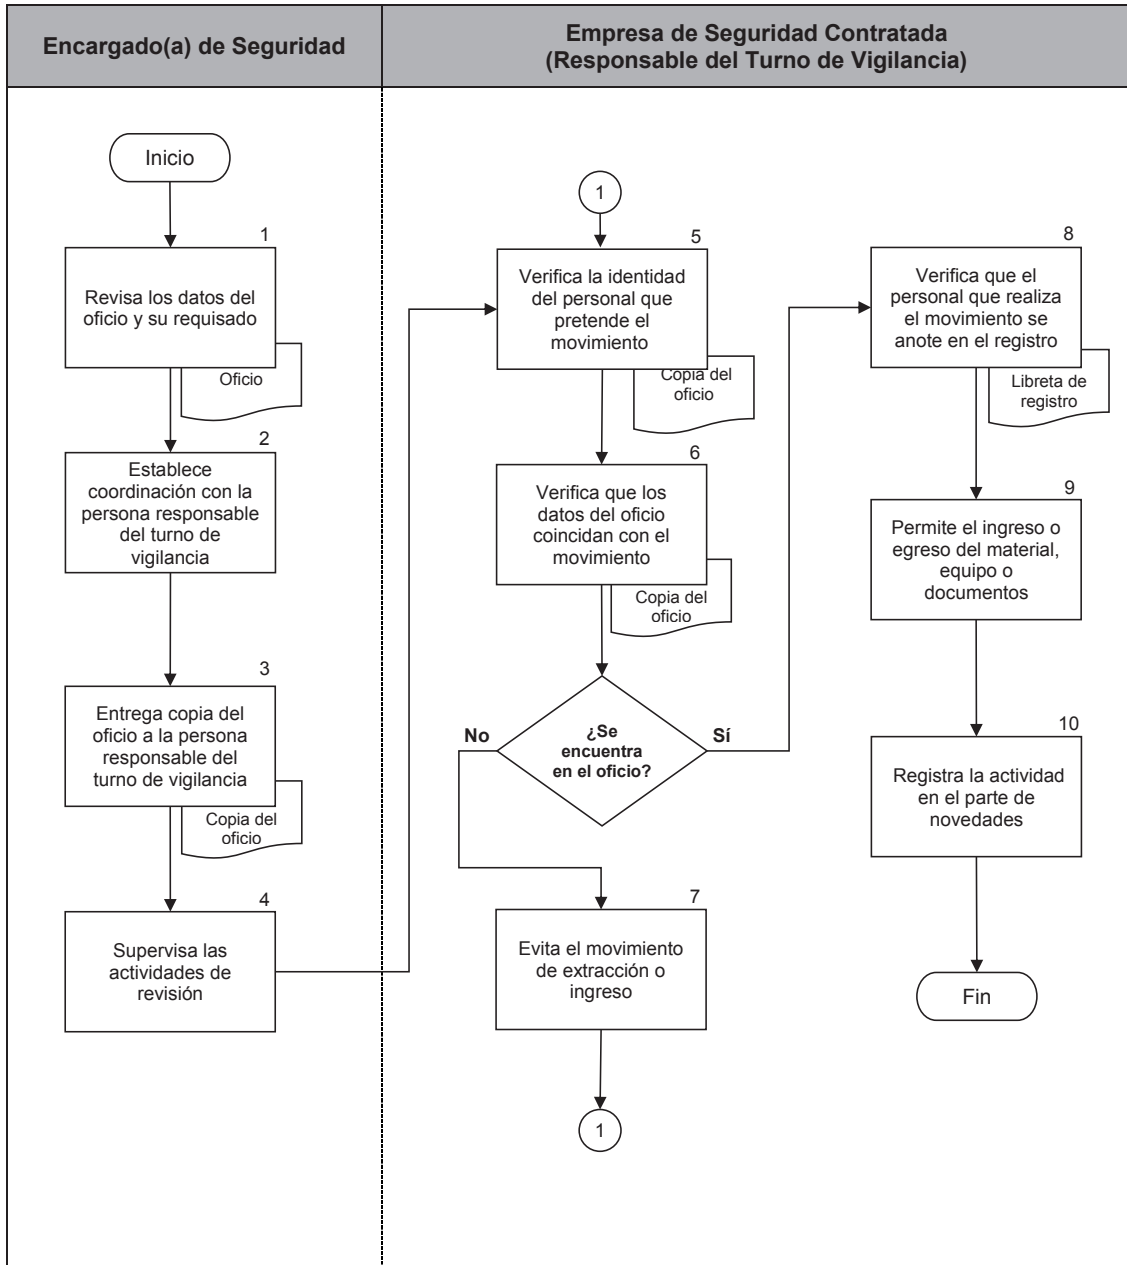 Encargado(a) de Seguridad
Empresa de Seguridad Contratada
(Responsable del Turno de Vigilancia)
Inicio
1
Revisa los datos del
oficio y su requisado
Oficio
2
Establece
coordinación con la
persona responsable
del turno de
vigilancia
3
Entrega copia del
oficio a la persona
responsable del
turno de vigilancia
Copia del
oficio
4
Supervisa las
actividades de
revisión
1
5
Verifica la identidad
del personal que
pretende el
movimiento
Copia del
oficio
6
Verifica que los
datos del oficio
coincidan con el
movimiento
Copia del
oficio
No
¿Se
encuentra
en el oficio?
Sí
7
Evita el movimiento
de extracción o
ingreso
1
8
Verifica que el
personal que realiza
el movimiento se
anote en el registro
Libreta de
registro
9
Permite el ingreso o
egreso del material,
equipo o
documentos
10
Registra la actividad
en el parte de
novedades
Fin